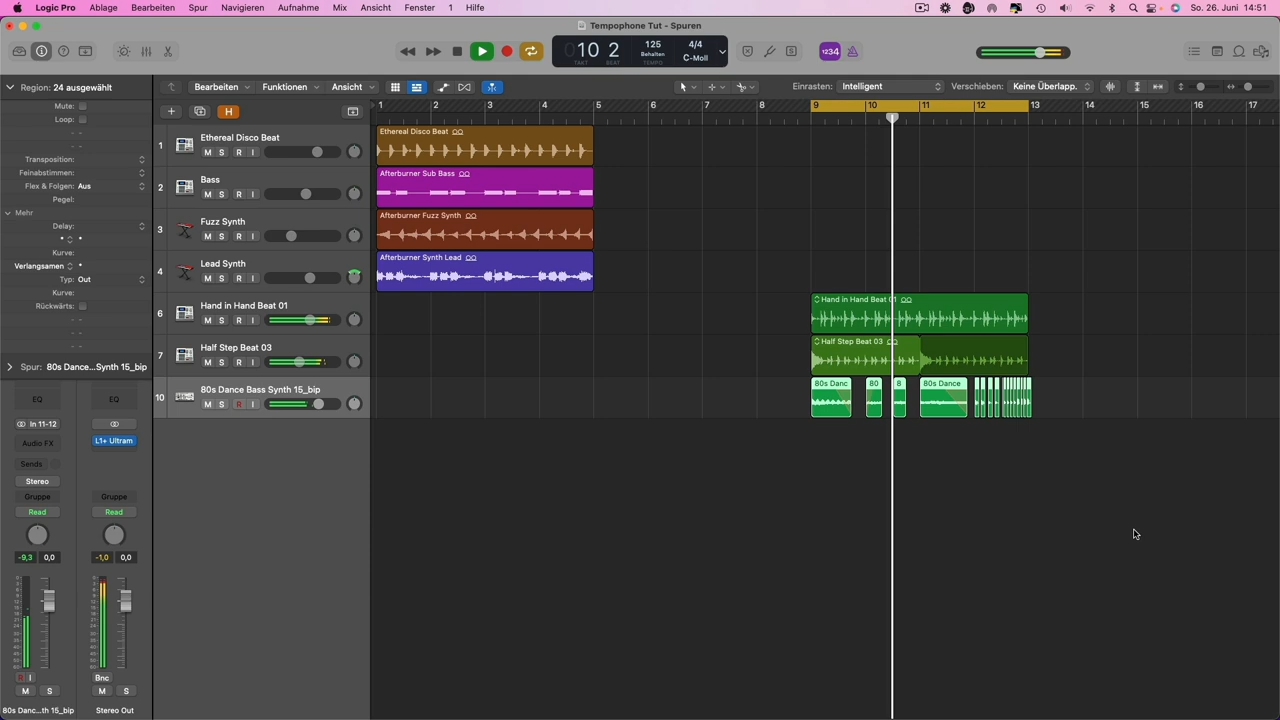 Logic Pro Ablage Bearbeiten Spur Navigieren Aufnahme Mix Ansicht Fenster 1 Hilfe So. 26. Juni 14:51
Tempophone Tut - Spuren
010 2 125 4/4
Behalten C-Moll
TAKT BEAT TEMPO
1234
Region: 24 ausgewählt
Bearbeiten Funktionen Ansicht Einrasten: Intelligent Verschieben: Keine Überlapp.
H
1 2 3 4 5 6 7 8 9 10 11 12 13 14 15 16 17
Mute:
Loop:
Transposition:
Feinabstimmen:
Flex & Folgen: Aus
Pegel:
Mehr
Delay:
Kurve:
Verlangsamen
Typ: Out
Kurve:
Rückwärts:
Spur: 80s Dance...Synth 15_bip
1 Ethereal Disco Beat
M S R I
2 Bass
M S R I
3 Fuzz Synth
M S R I
4 Lead Synth
M S R I
6 Hand in Hand Beat 01
M S R I
7 Half Step Beat 03
M S R I
10 80s Dance Bass Synth 15_bip
M S R I
Ethereal Disco Beat
Afterburner Sub Bass
Afterburner Fuzz Synth
Afterburner Synth Lead
Hand in Hand Beat 01
Half Step Beat 03
80s Danc 80 8 80s Dance
EQ EQ
In 11-12
Audio FX L1+ Ultram
Sends
Stereo
Gruppe Gruppe
Read Read
-9,3 0,0 -1,0 0,0
R I Bnc
M S M S
80s Danc...th 15_bip Stereo Out